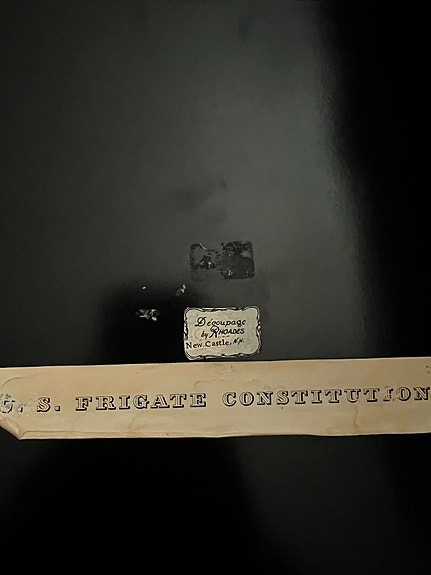 Découpage
by RHOADES
New Castle, N.H.
U. S. FRIGATE CONSTITUTION